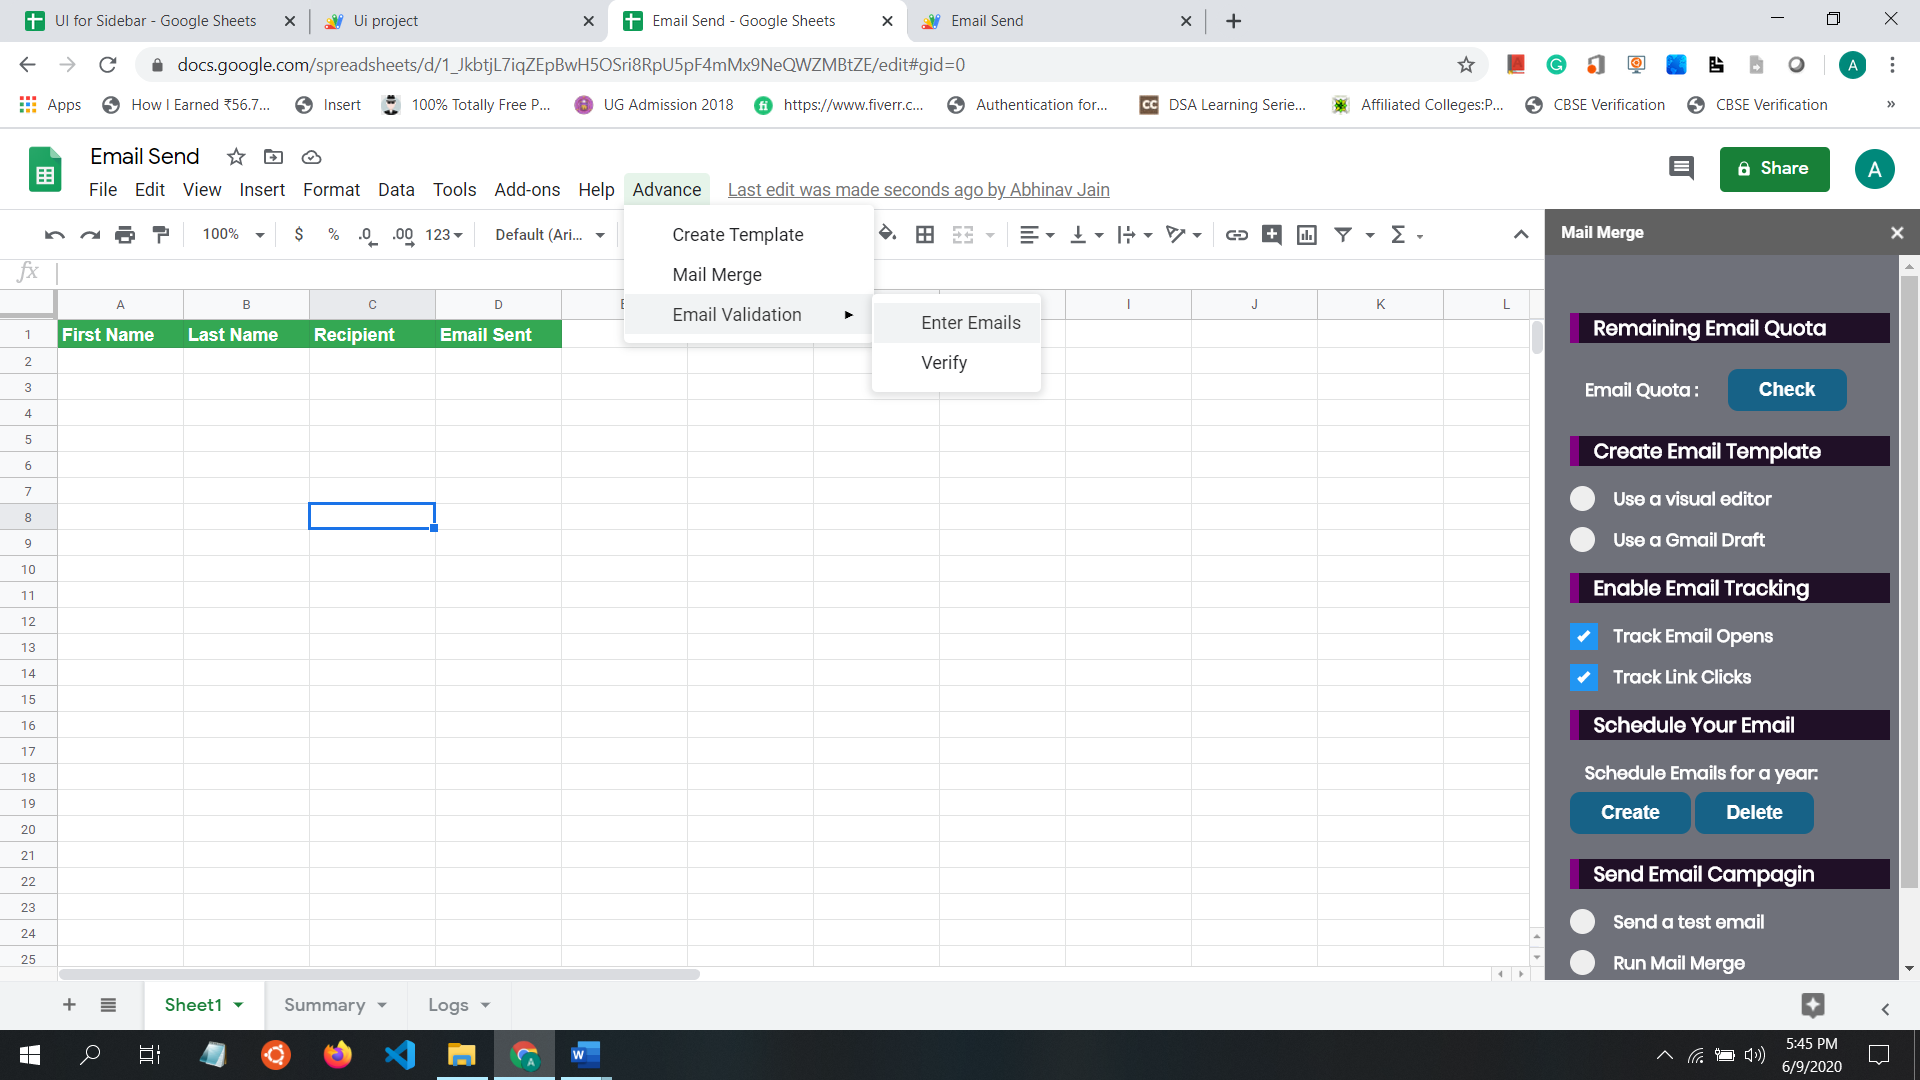 UI for Sidebar - Google Sheets
Ui project
Email Send - Google Sheets
Email Send
docs.google.com/spreadsheets/d/1_JkbtjL7iqZEpBwH5OSri8RpU5pF4mMx9NeQWZMBtZE/edit#gid=0
A
Apps
How I Earned ₹56.7...
Insert
100% Totally Free P...
UG Admission 2018
https://www.fiverr.c...
Authentication for...
DSA Learning Serie...
Affiliated Colleges:P...
CBSE Verification
CBSE Verification
»
Email Send
Share
A
File Edit View Insert Format Data Tools Add-ons Help Advance
Last edit was made seconds ago by Abhinav Jain
100% $ % .0 .00 123 Default (Ari...
fx
Create Template
Mail Merge
Email Validation
Enter Emails
Verify
A B C D E I J K L
1 First Name Last Name Recipient Email Sent
2
3
4
5
6
7
8
9
10
11
12
13
14
15
16
17
18
19
20
21
22
23
24
25
Mail Merge
Remaining Email Quota
Email Quota : Check
Create Email Template
Use a visual editor
Use a Gmail Draft
Enable Email Tracking
Track Email Opens
Track Link Clicks
Schedule Your Email
Schedule Emails for a year:
Create Delete
Send Email Campagin
Send a test email
Run Mail Merge
Sheet1 Summary Logs
5:45 PM
6/9/2020